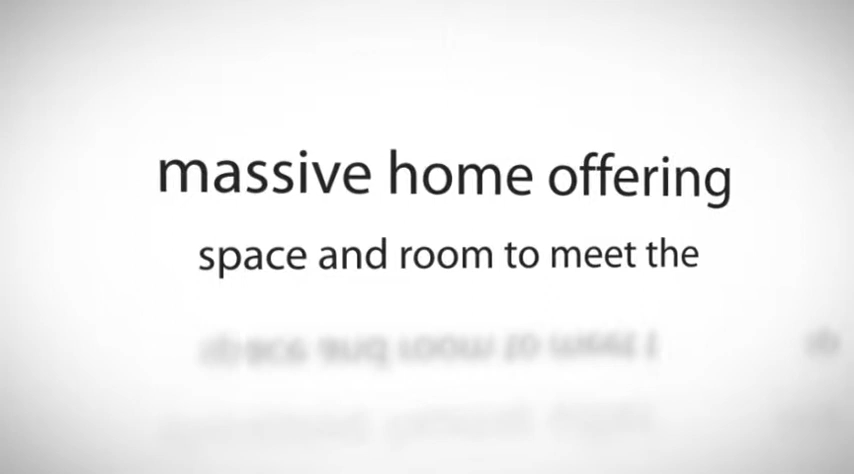 massive home offering
space and room to meet the